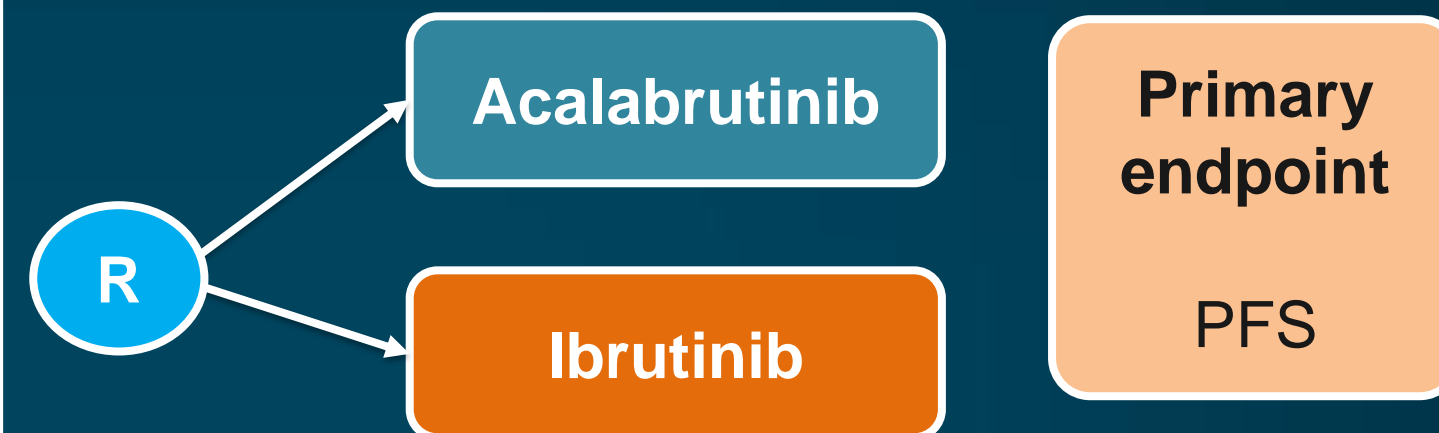 Acalabrutinib
R
Ibrutinib
Primary
endpoint
PFS